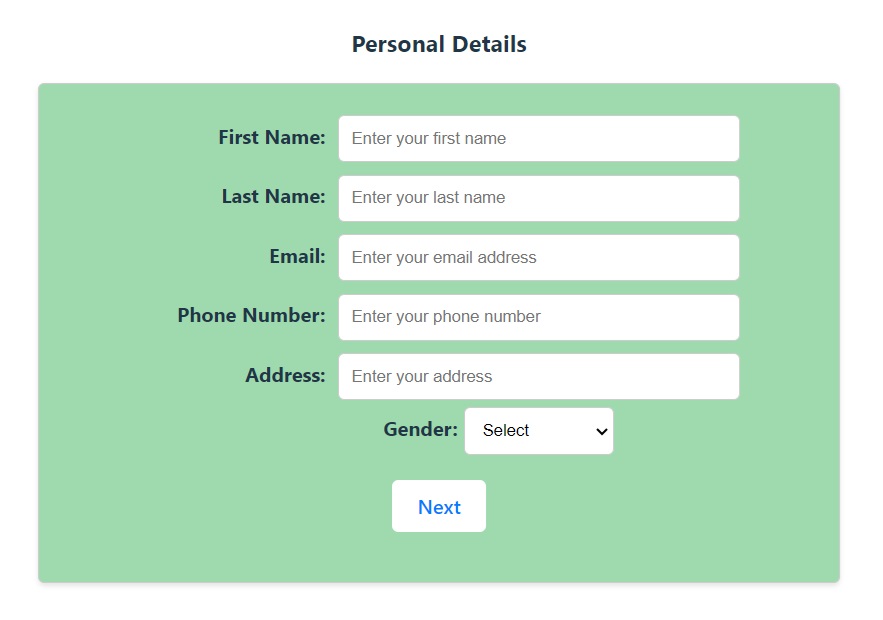 Personal Details
First Name: Enter your first name
Last Name: Enter your last name
Email: Enter your email address
Phone Number: Enter your phone number
Address: Enter your address
Gender: Select
Next